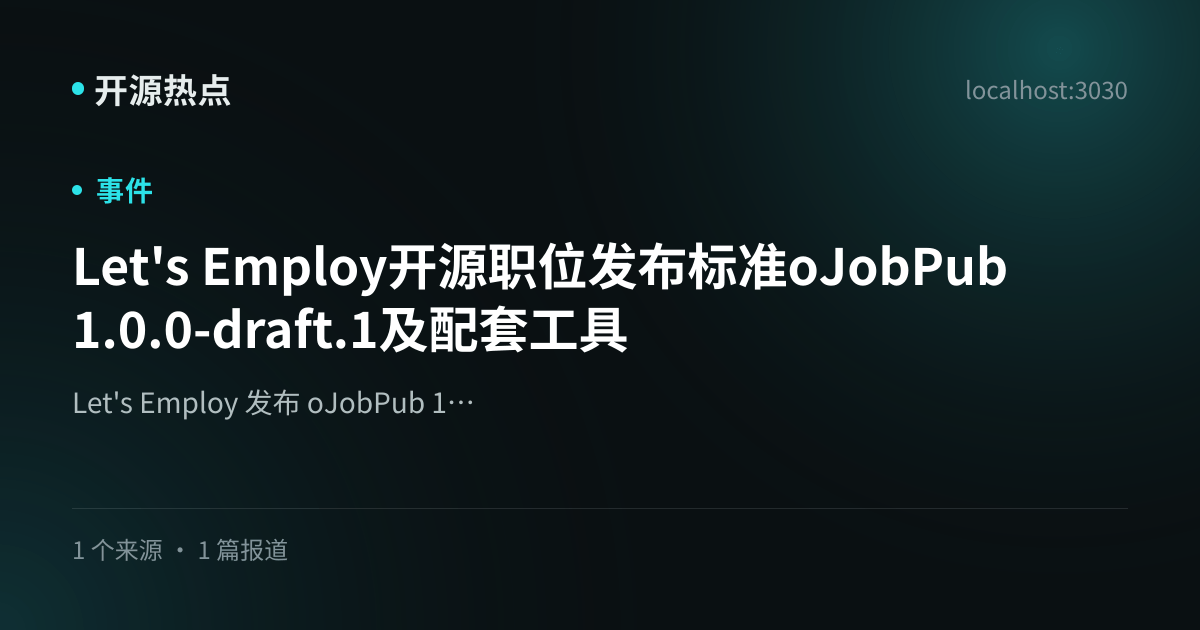 开源热点
localhost:3030
事件
Let's Employ开源职位发布标准oJobPub
1.0.0-draft.1及配套工具
Let's Employ 发布 oJobPub 1…
1 个来源 · 1 篇报道